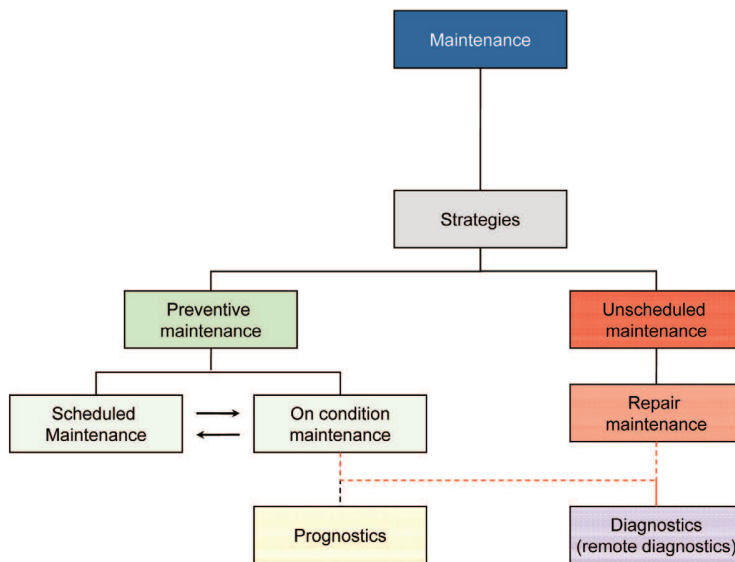 Maintenance
Strategies
Preventive
maintenance
Unscheduled
maintenance
Scheduled
Maintenance
On condition
maintenance
Repair
maintenance
Prognostics
Diagnostics
(remote diagnostics)